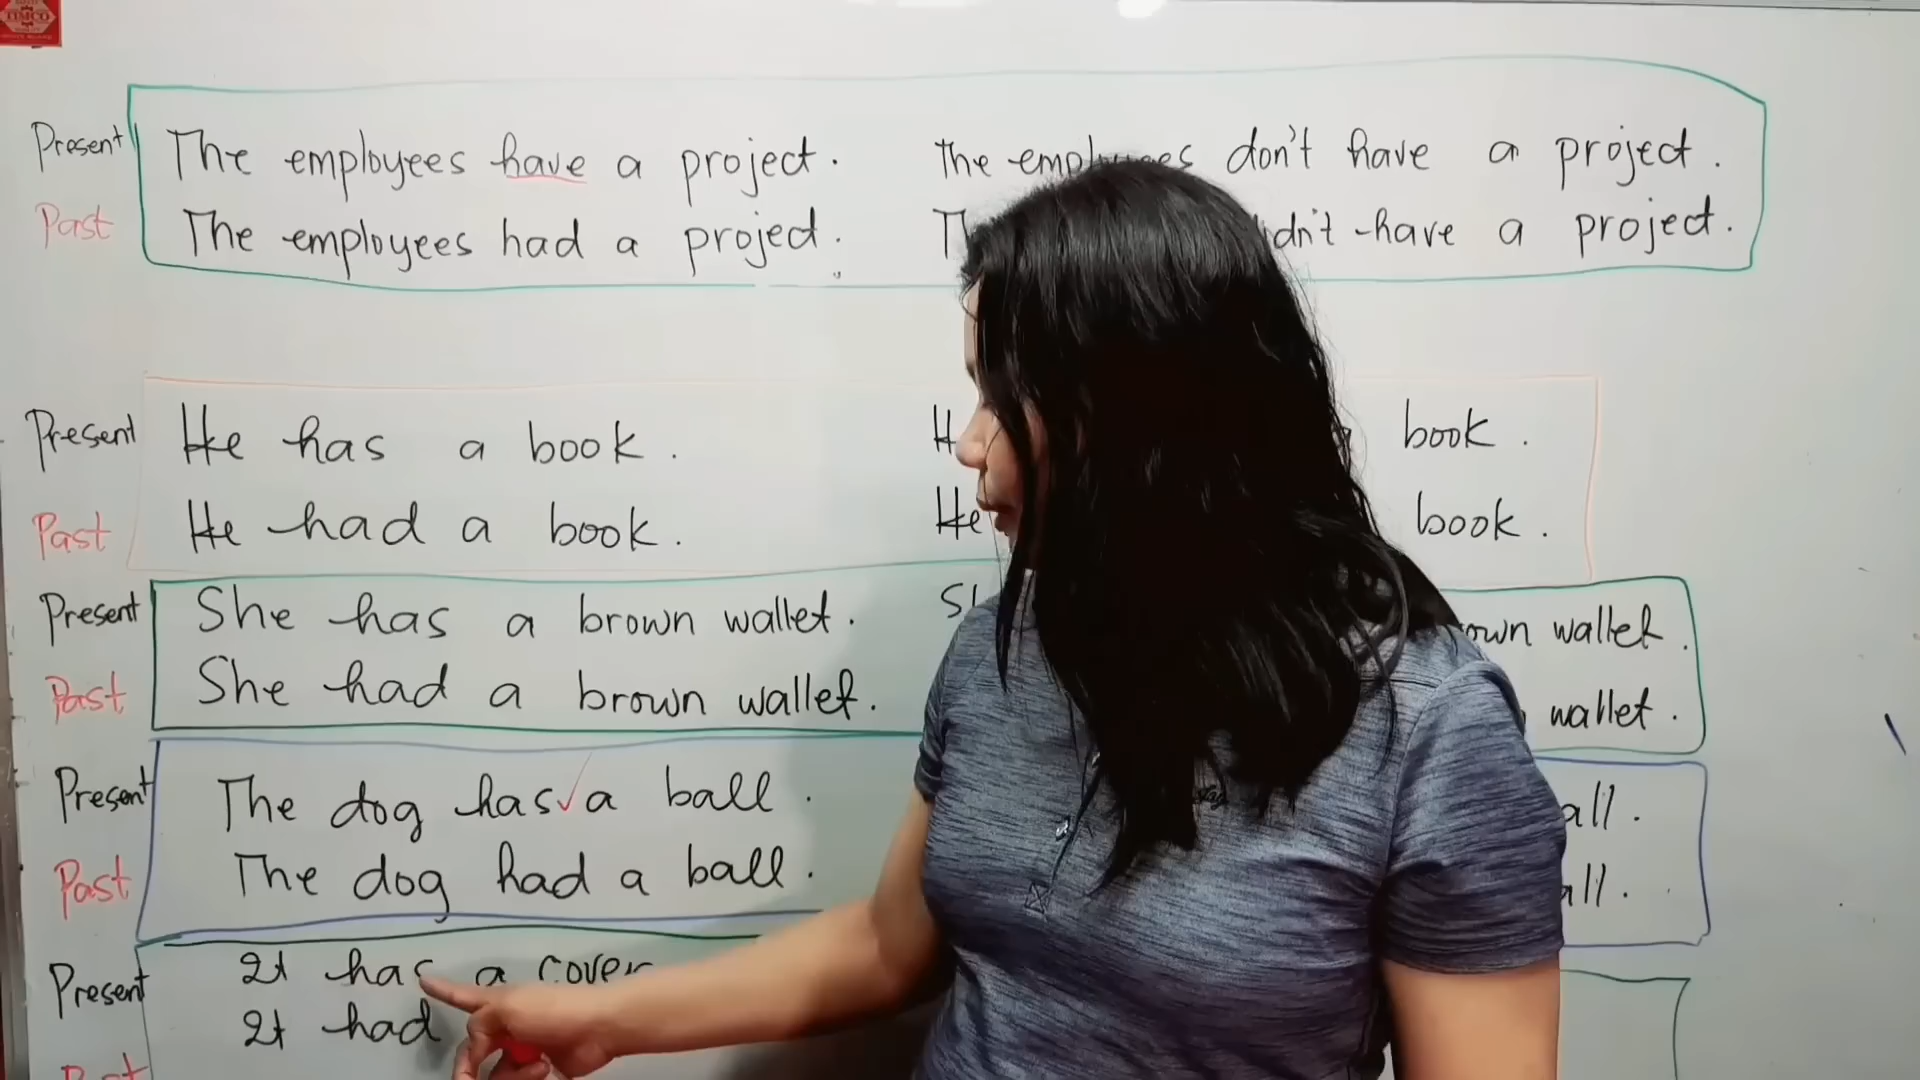 TIMCO
Present The employees have a project. The employees don't have a project.
Past The employees had a project. have a project.
Present He has a book. book.
Past He had a book. He book.
Present She has a brown wallet. wallet.
Past She had a brown wallet. wallet.
Present The dog has a ball.
Past The dog had a ball.
Present It has a cover
It had